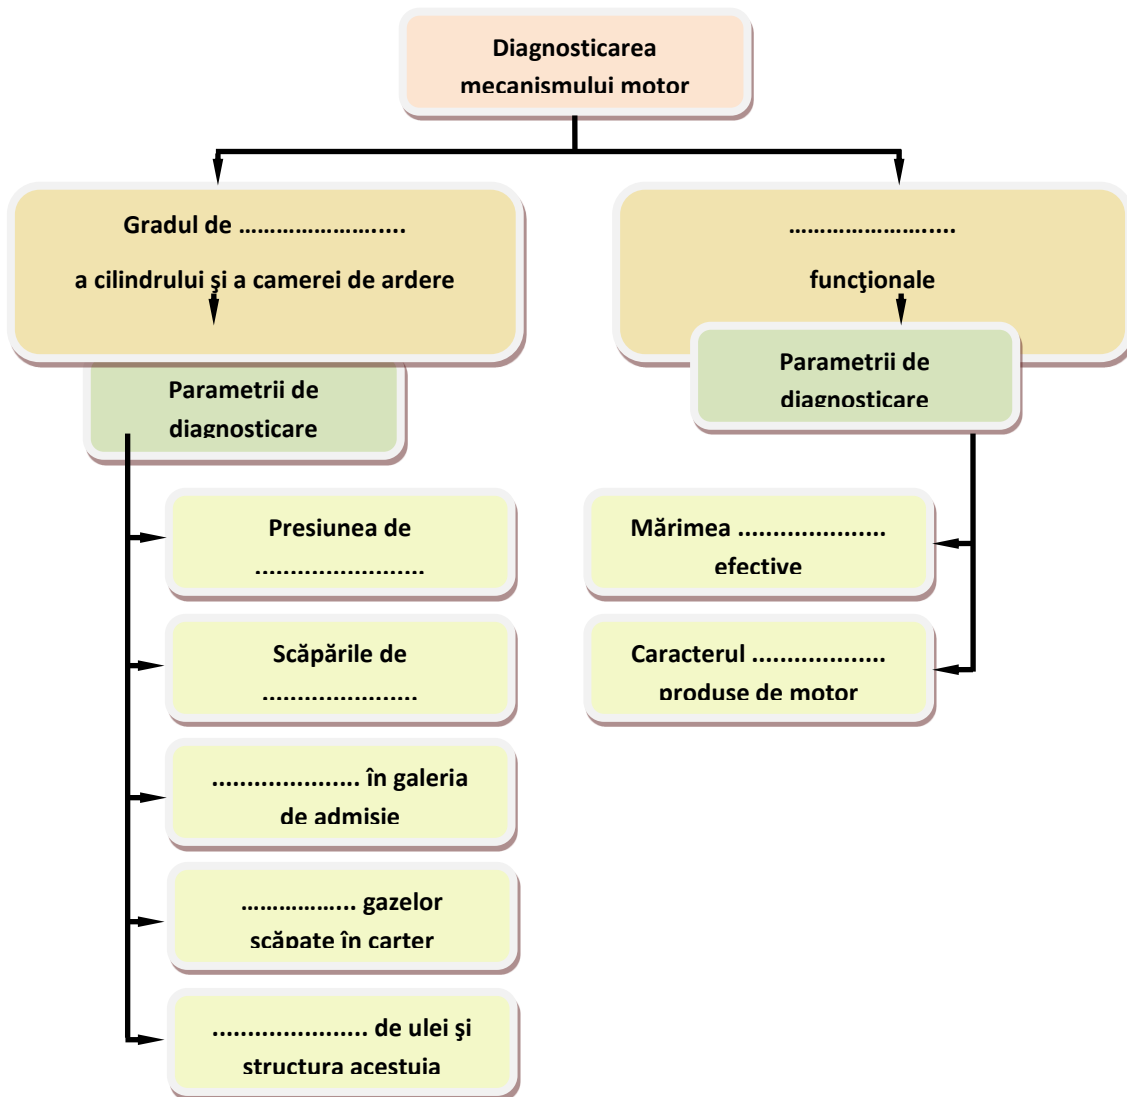 Diagnosticarea
mecanismului motor
Gradul de ………………….....
a cilindrului şi a camerei de ardere
Parametrii de
diagnosticare
Presiunea de
........................
Scăpările de
......................
..................... în galeria
de admisie
……………... gazelor
scăpate în carter
...................... de ulei şi
structura acestuia
………………….....
funcţionale
Parametrii de
diagnosticare
Mărimea .....................
efective
Caracterul ...................
produse de motor